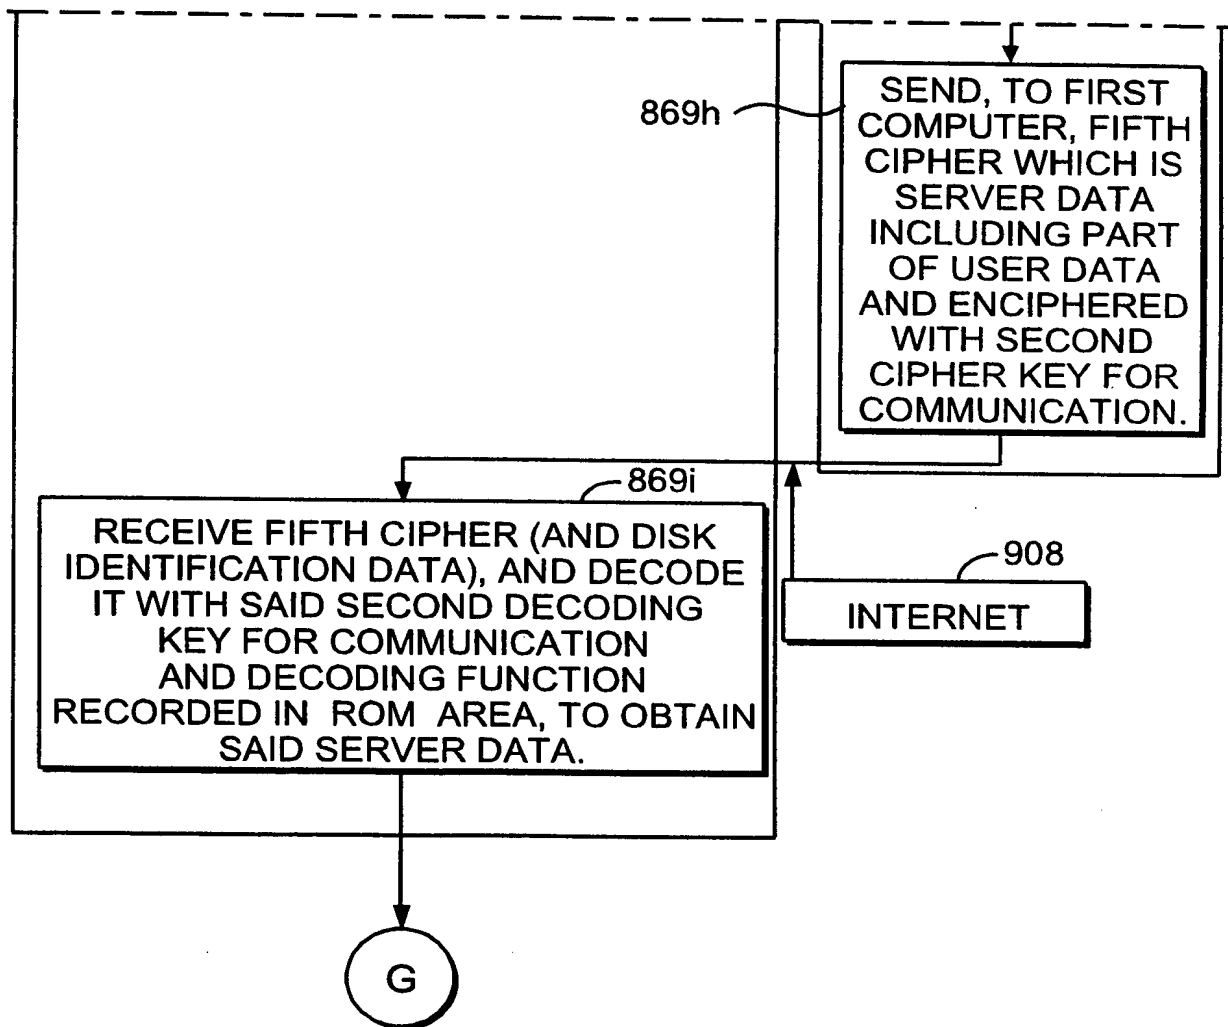 869h
SEND, TO FIRST
COMPUTER, FIFTH
CIPHER WHICH IS
SERVER DATA
INCLUDING PART
OF USER DATA
AND ENCIPHERED
WITH SECOND
CIPHER KEY FOR
COMMUNICATION.
869i
RECEIVE FIFTH CIPHER (AND DISK
IDENTIFICATION DATA), AND DECODE
IT WITH SAID SECOND DECODING
KEY FOR COMMUNICATION
AND DECODING FUNCTION
RECORDED IN ROM AREA, TO OBTAIN
SAID SERVER DATA.
908
INTERNET
G